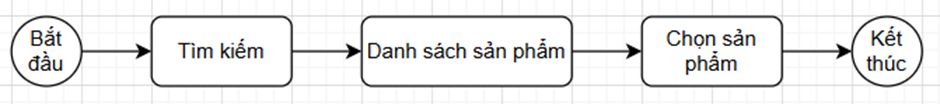 Bắt
đầu
Tìm kiếm
Danh sách sản phẩm
Chọn sản
phẩm
Kết
thúc